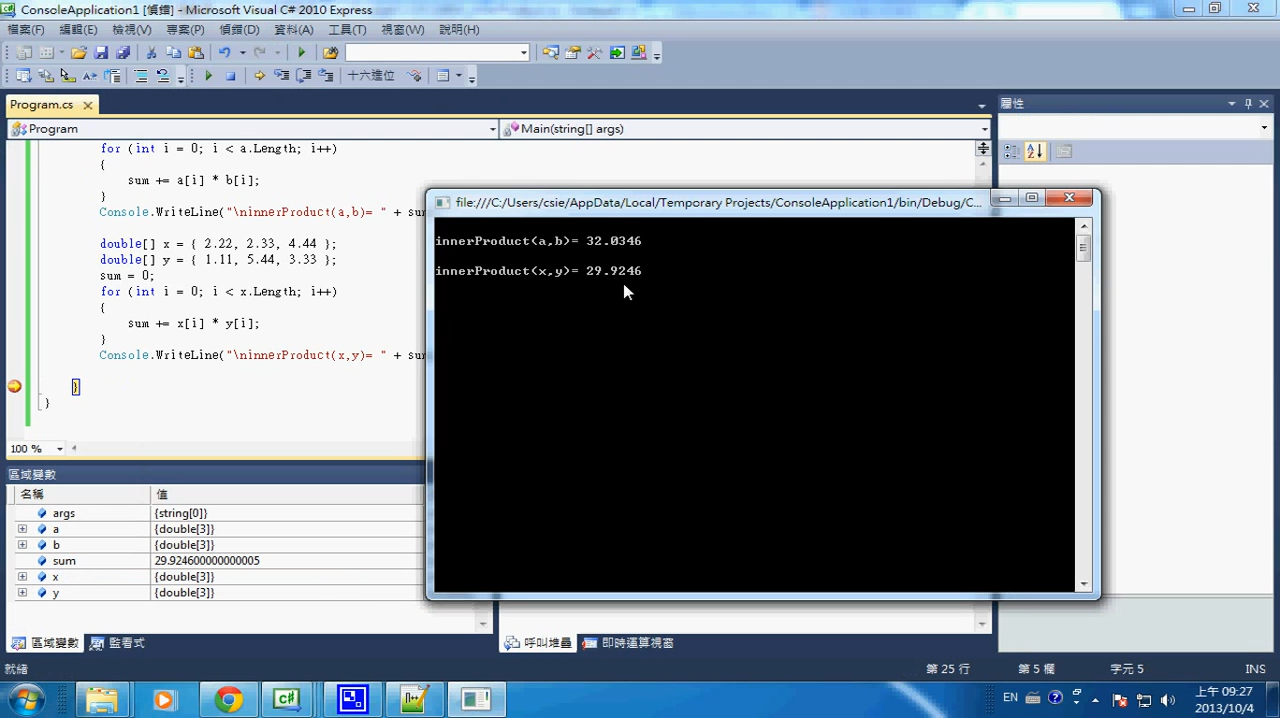 ConsoleApplication1 [偵錯] - Microsoft Visual C# 2010 Express
檔案(F) 編輯(E) 檢視(V) 專案(P) 偵錯(D) 資料(A) 工具(T) 視窗(W) 說明(H)
十六進位
Program.cs
屬性
Program
Main(string[] args)
for (int i = 0; i < a.Length; i++)
{
sum += a[i] * b[i];
}
Console.WriteLine("\ninnerProduct(a,b)= " + sum
double[] x = { 2.22, 2.33, 4.44 };
double[] y = { 1.11, 5.44, 3.33 };
sum = 0;
for (int i = 0; i < x.Length; i++)
{
sum += x[i] * y[i];
}
Console.WriteLine("\ninnerProduct(x,y)= " + sum
}
}
100 %
file:///C:/Users/csie/AppData/Local/Temporary Projects/ConsoleApplication1/bin/Debug/C...
innerProduct(a,b)= 32.0346
innerProduct(x,y)= 29.9246
區域變數
名稱 值
args {string[0]}
a {double[3]}
b {double[3]}
sum 29.924600000000005
x {double[3]}
y {double[3]}
區域變數 監看式
呼叫堆疊 即時運算視窗
就緒
第 25 行 第 5 欄 字元 5 INS
EN
上午 09:27
2013/10/4